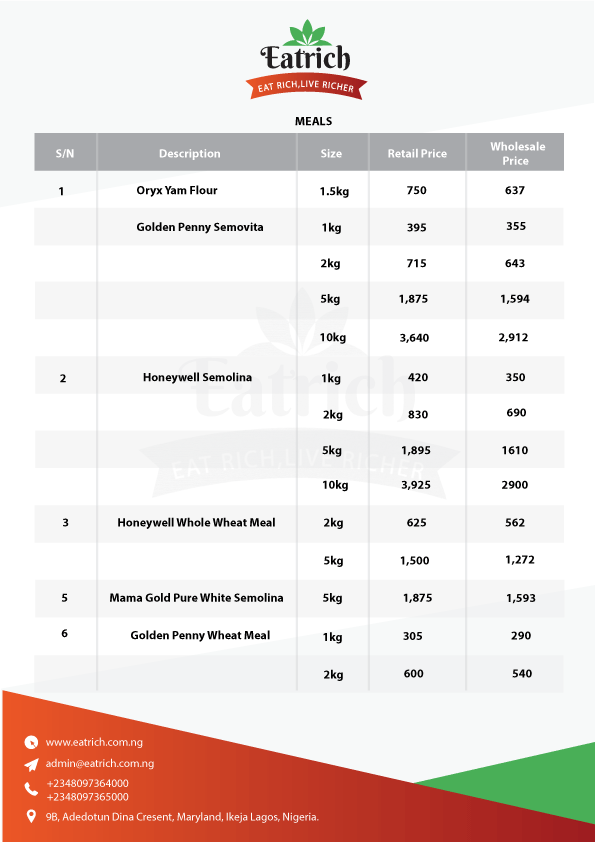 Eatrich
EAT RICH,LIVE RICHER
MEALS
S/N Description Size Retail Price Wholesale Price
1 Oryx Yam Flour 1.5kg 750 637
Golden Penny Semovita 1kg 395 355
2kg 715 643
5kg 1,875 1,594
10kg 3,640 2,912
2 Honeywell Semolina 1kg 420 350
2kg 830 690
5kg 1,895 1610
10kg 3,925 2900
3 Honeywell Whole Wheat Meal 2kg 625 562
5kg 1,500 1,272
5 Mama Gold Pure White Semolina 5kg 1,875 1,593
6 Golden Penny Wheat Meal 1kg 305 290
2kg 600 540
Eatrich
EAT RICH,LIVE RICHER
www.eatrich.com.ng
admin@eatrich.com.ng
+2348097364000
+2348097365000
9B, Adedotun Dina Cresent, Maryland, Ikeja Lagos, Nigeria.